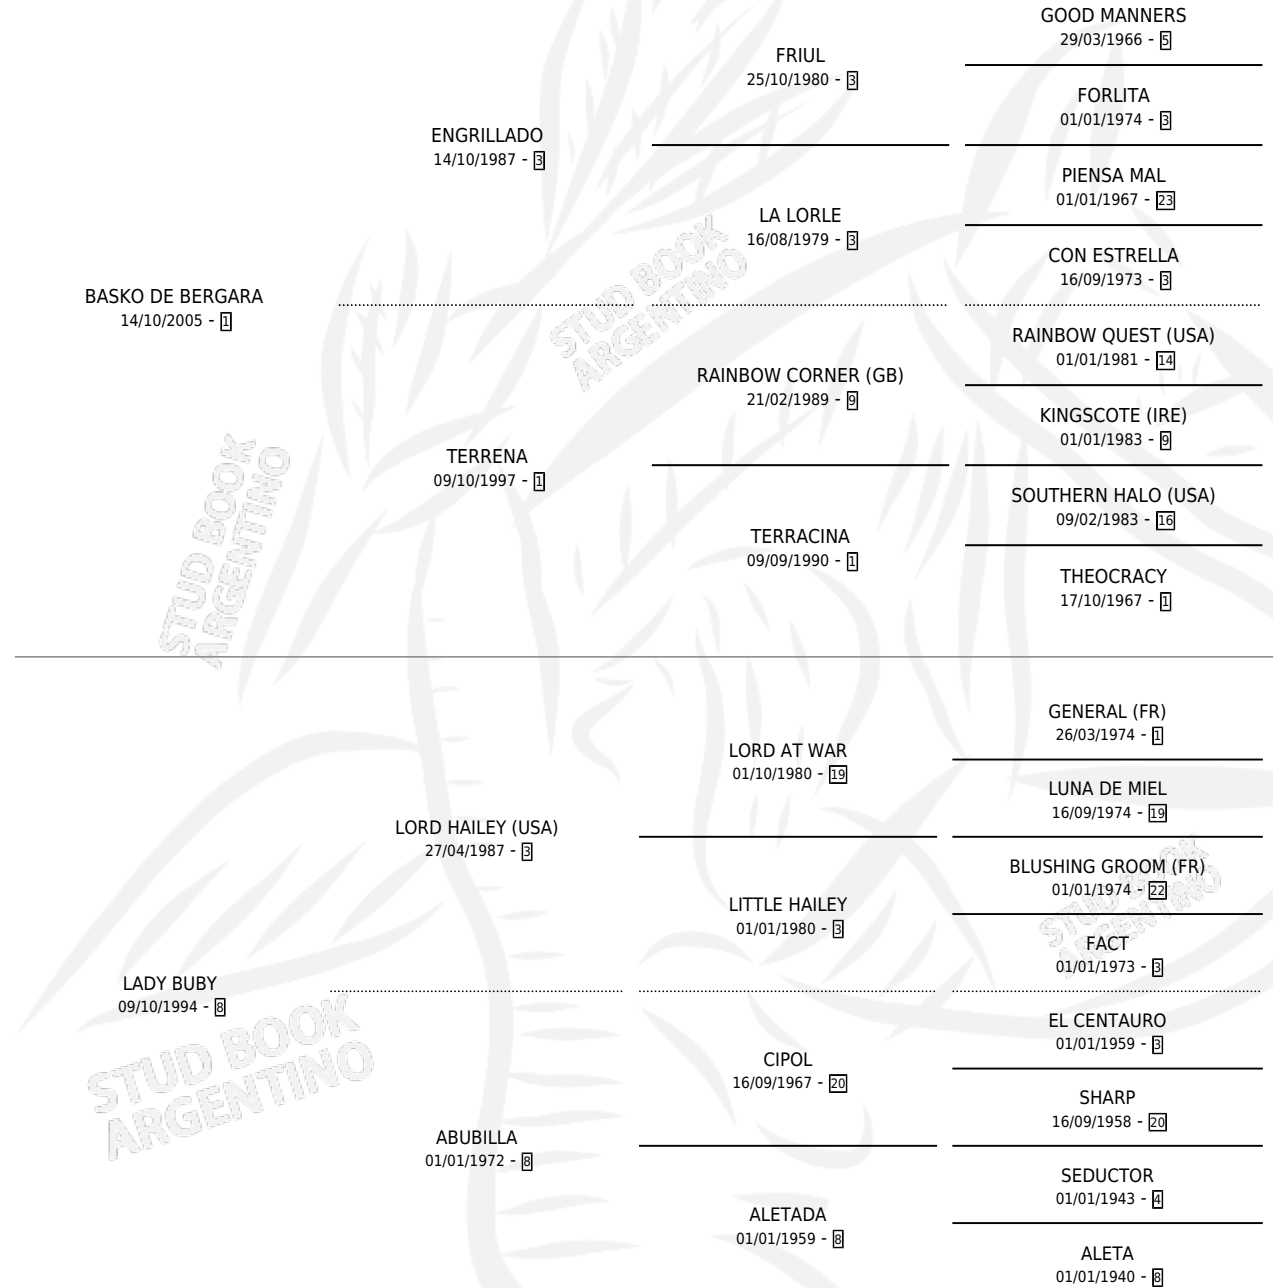 GOOD MANNERS
29/03/1966 - 5
FRIUL
25/10/1980 - 3
FORLITA
01/01/1974 - 3
ENGRILLADO
14/10/1987 - 3
PIENSA MAL
01/01/1967 - 23
LA LORLE
16/08/1979 - 3
CON ESTRELLA
16/09/1973 - 3
BASKO DE BERGARA
14/10/2005 - 1
RAINBOW QUEST (USA)
01/01/1981 - 14
RAINBOW CORNER (GB)
21/02/1989 - 9
KINGSCOTE (IRE)
01/01/1983 - 9
TERRENA
09/10/1997 - 1
SOUTHERN HALO (USA)
09/02/1983 - 16
TERRACINA
09/09/1990 - 1
THEOCRACY
17/10/1967 - 1
STUD BOOK
ARGENTINO
STUD BOOK
ARGENTINO
GENERAL (FR)
26/03/1974 - 1
LORD AT WAR
01/10/1980 - 19
LUNA DE MIEL
16/09/1974 - 19
LORD HAILEY (USA)
27/04/1987 - 3
BLUSHING GROOM (FR)
01/01/1974 - 22
LITTLE HAILEY
01/01/1980 - 3
FACT
01/01/1973 - 3
LADY BUBY
09/10/1994 - 8
EL CENTAURO
01/01/1959 - 3
CIPOL
16/09/1967 - 20
SHARP
16/09/1958 - 20
ABUBILLA
01/01/1972 - 8
SEDUCTOR
01/01/1943 - 4
ALETADA
01/01/1959 - 8
ALETA
01/01/1940 - 8
STUD BOOK
ARGENTINO
STUD BOOK
ARGENTINO